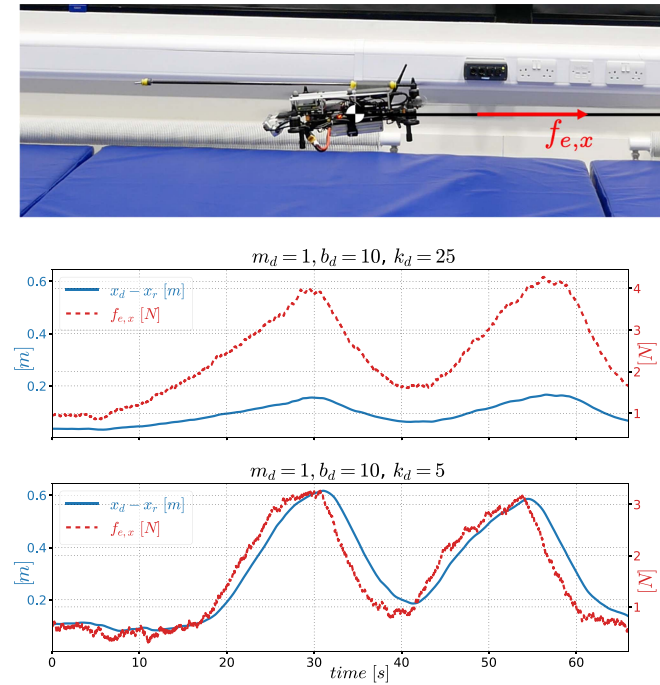 f_{e,x}
m_d = 1, b_d = 10, k_d = 25
x_d − x_r [m]
f_{e,x} [N]
0.6
0.4
0.2
[m]
4
3
2
1
[N]
m_d = 1, b_d = 10, k_d = 5
x_d − x_r [m]
f_{e,x} [N]
0.6
0.4
0.2
[m]
3
2
1
[N]
0 10 20 30 40 50 60
time [s]